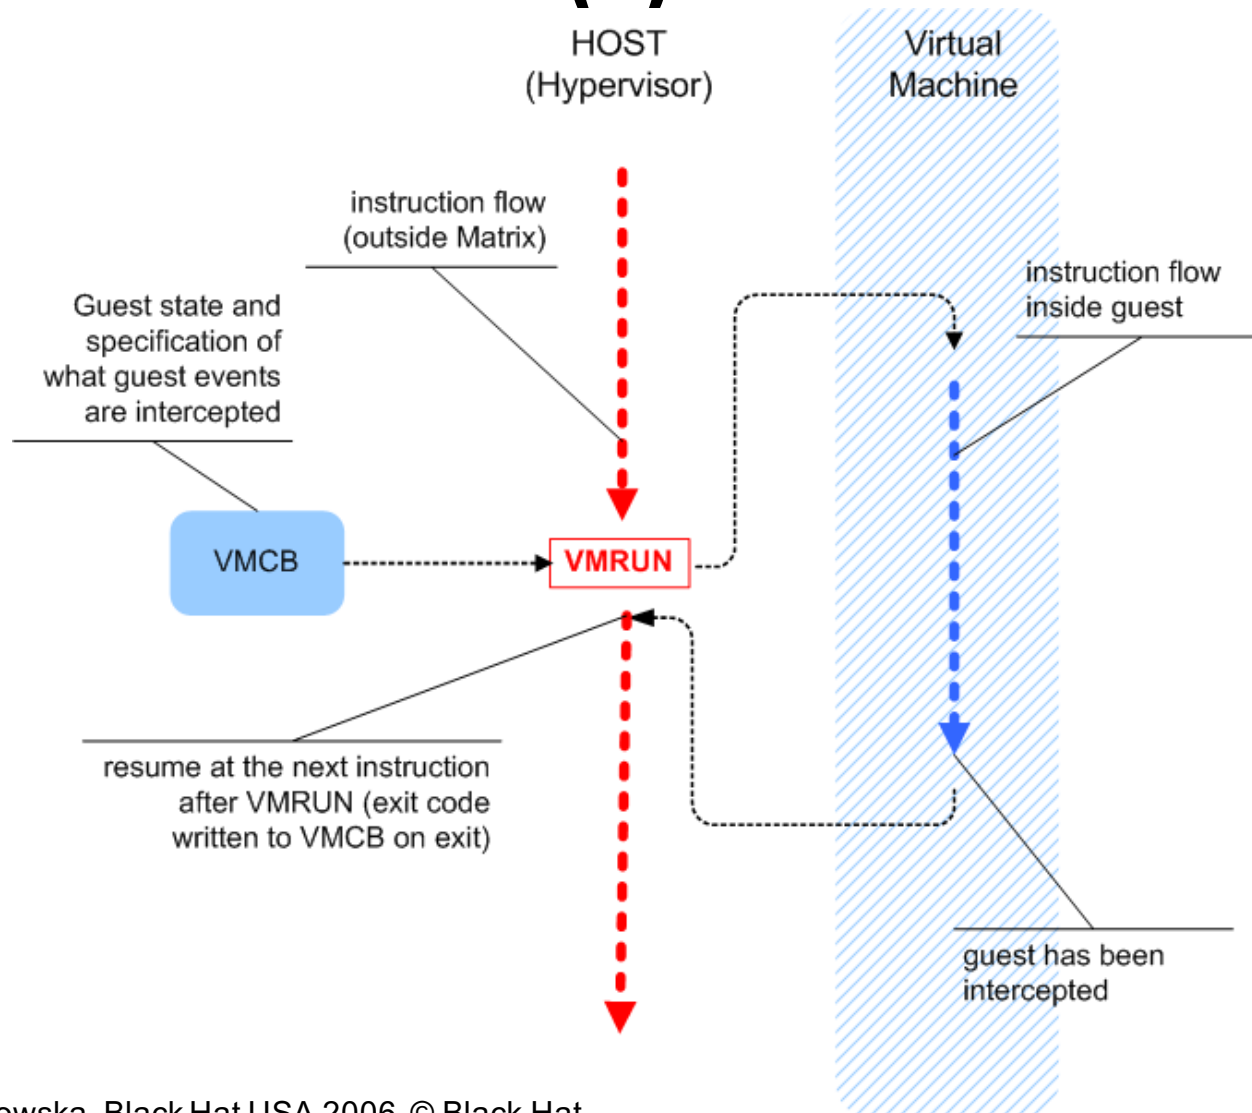 HOST
(Hypervisor)
Virtual
Machine
instruction flow
(outside Matrix)
instruction flow
inside guest
Guest state and
specification of
what guest events
are intercepted
VMCB
VMRUN
resume at the next instruction
after VMRUN (exit code
written to VMCB on exit)
guest has been
intercepted
Black Hat USA 2006, © Black Hat